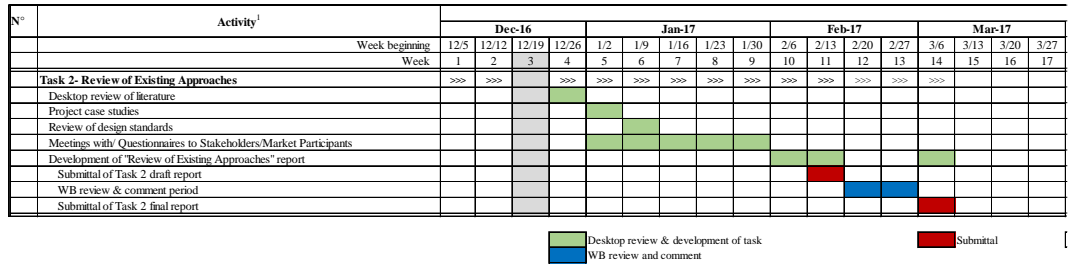 N° Activity1
Dec-16 Jan-17 Feb-17 Mar-17
Week beginning 12/5 12/12 12/19 12/26 1/2 1/9 1/16 1/23 1/30 2/6 2/13 2/20 2/27 3/6 3/13 3/20 3/27
Week 1 2 3 4 5 6 7 8 9 10 11 12 13 14 15 16 17
Task 2- Review of Existing Approaches >>> >>> >>> >>> >>> >>> >>> >>> >>> >>> >>> >>> >>>
Desktop review of literature
Project case studies
Review of design standards
Meetings with/ Questionnaires to Stakeholders/Market Participants
Development of "Review of Existing Approaches" report
Submittal of Task 2 draft report
WB review & comment period
Submittal of Task 2 final report
Desktop review & development of task Submittal
WB review and comment